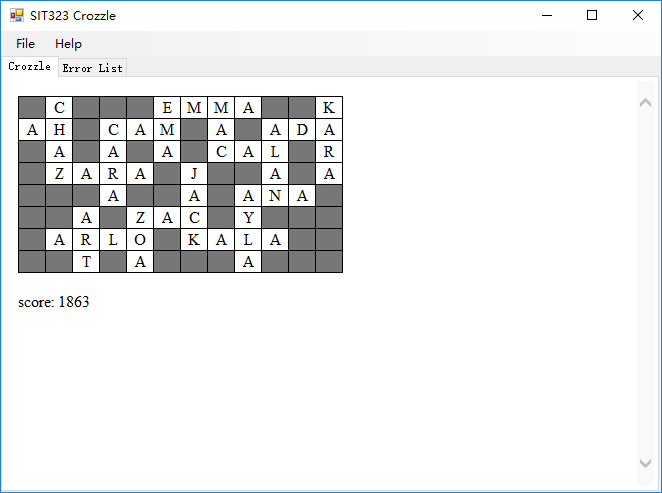 SIT323 Crozzle
File Help
Crozzle Error List
C E M M A K
A H C A M A A D A
A A A C A L R
Z A R A J A A
A A A N A
A Z A C Y
A R L O K A L A
T A A
score: 1863